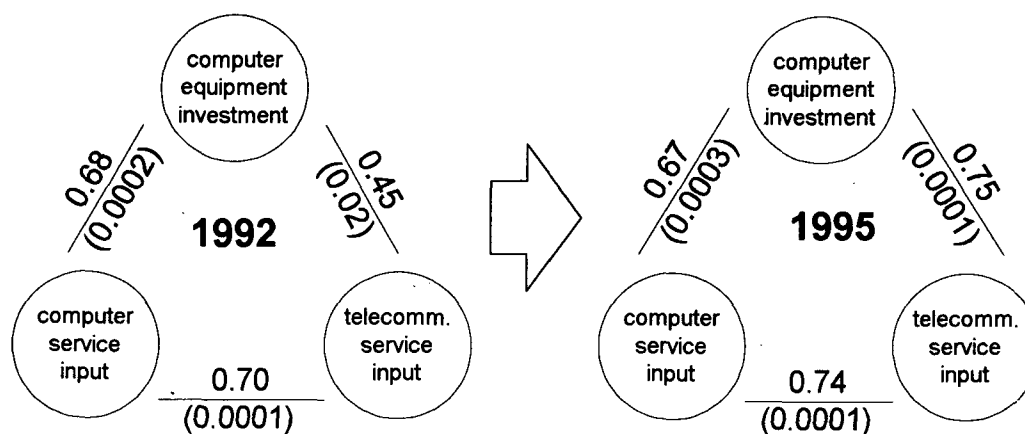 computer
equipment
investment
0.68
(0.0002)
0.45
(0.02)
1992
computer
service
input
telecomm.
service
input
0.70
(0.0001)
computer
equipment
investment
0.67
(0.0003)
0.75
(0.0001)
1995
computer
service
input
telecomm.
service
input
0.74
(0.0001)